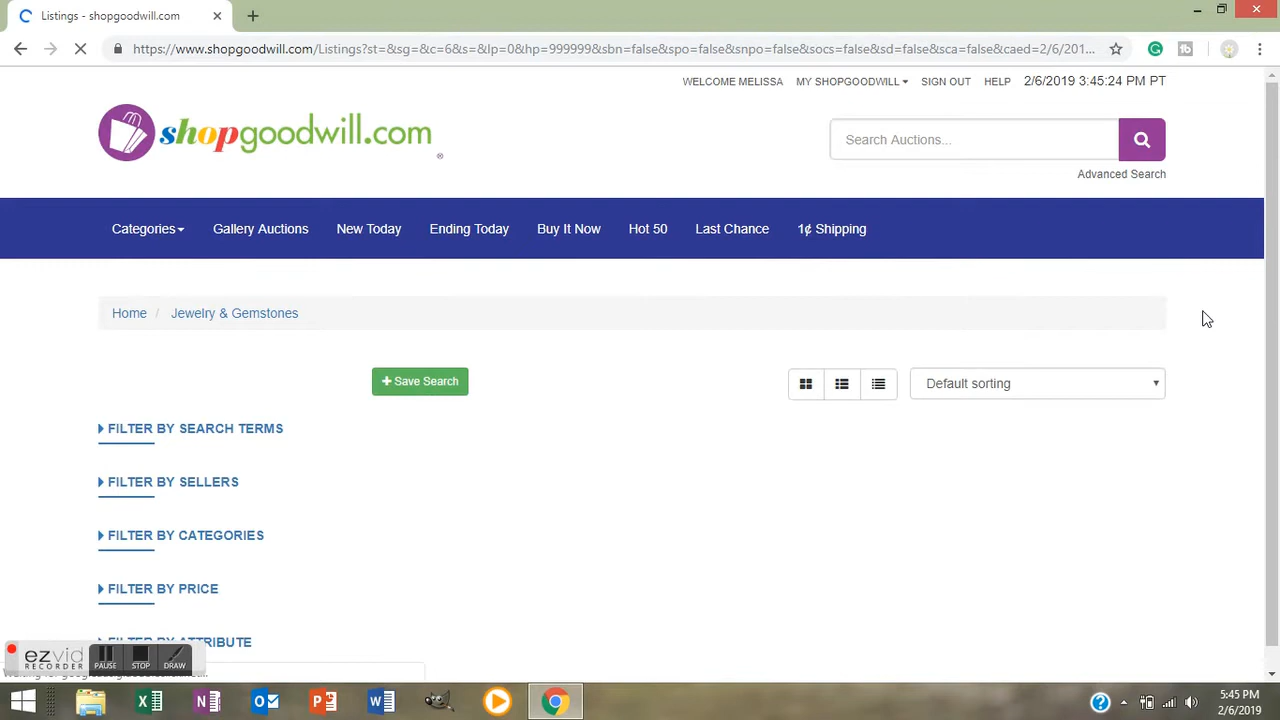 Listings - shopgoodwill.com
https://www.shopgoodwill.com/Listings?st=&sg=&c=6&s=&lp=0&hp=999999&sbn=false&spo=false&snpo=false&socs=false&sd=false&sca=false&caed=2/6/201...
WELCOME MELISSA MY SHOPGOODWILL SIGN OUT HELP 2/6/2019 3:45:24 PM PT
shopgoodwill.com
Search Auctions...
Advanced Search
Categories Gallery Auctions New Today Ending Today Buy It Now Hot 50 Last Chance 1¢ Shipping
Home / Jewelry & Gemstones
+ Save Search
Default sorting
FILTER BY SEARCH TERMS
FILTER BY SELLERS
FILTER BY CATEGORIES
FILTER BY PRICE
FILTER BY ATTRIBUTE
ezvid
RECORDER
PAUSE STOP DRAW
5:45 PM
2/6/2019